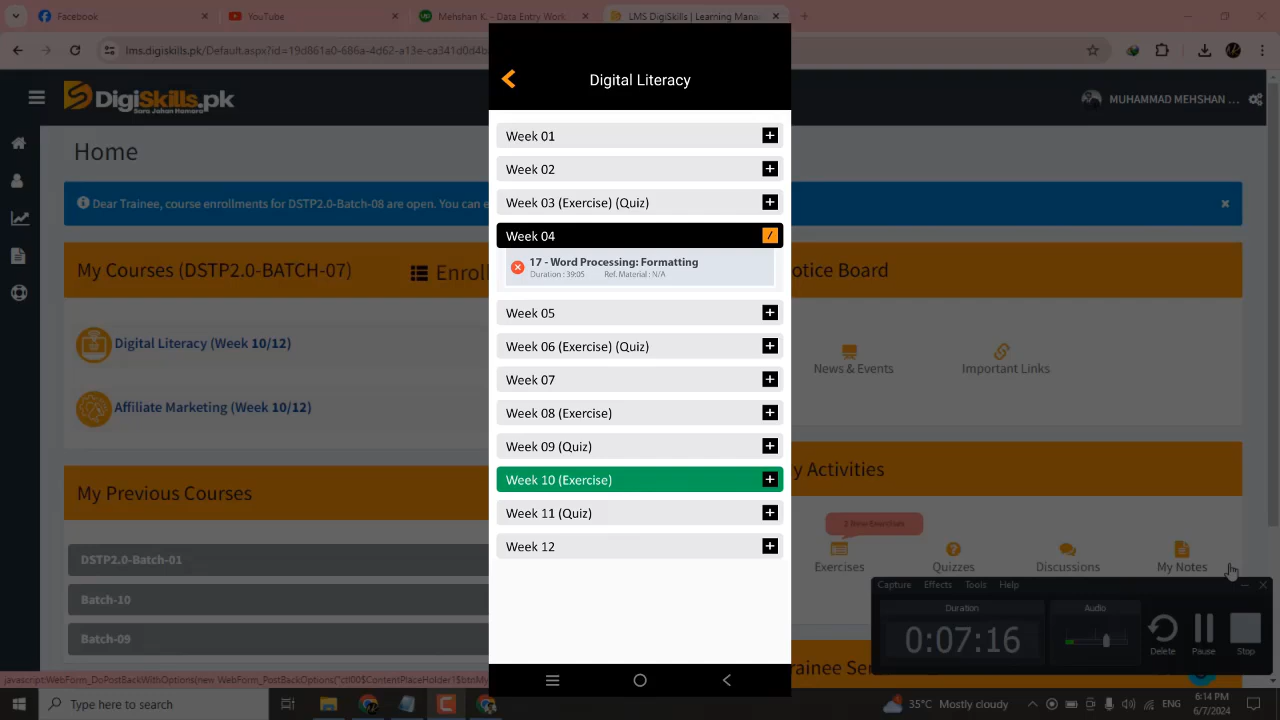 Facebook
YouTube
Mehshan K. - Data Entry Work
LMS DigiSkills | Learning Mana
lms.digiskills.pk/Default.aspx?id=19d861a0-686a-4d62-a13e-ca341d0d4b
DigiSkills.pk
Sara Jahan Hamara
MUHAMMAD MEHSHAN ...
Home
Dear Trainee, course enrollments for DSTP2.0-Batch-08 are open. You can e
My Courses (DSTP2.0-BATCH-07)
Enrol
otice Board
Digital Literacy (Week 10/12)
Affiliate Marketing (Week 10/12)
News & Events
Important Links
My Previous Courses
y Activities
DSTP2.0-Batch-01
Batch-10
Batch-09
Exercises
Quizzes
Discussions
My Notes
ainee Ser
Digital Literacy
Week 01
Week 02
Week 03 (Exercise) (Quiz)
Week 04
17 - Word Processing: Formatting
Duration : 39:05 Ref. Material : N/A
Week 05
Week 06 (Exercise) (Quiz)
Week 07
Week 08 (Exercise)
Week 09 (Quiz)
Week 10 (Exercise)
Week 11 (Quiz)
Week 12
Capture Effects Tools Help
Duration
0:07:16
Audio
Delete
Pause
Stop
Type here to search
35°C Mostly cloudy
ENG
6:14 PM
6/7/2024